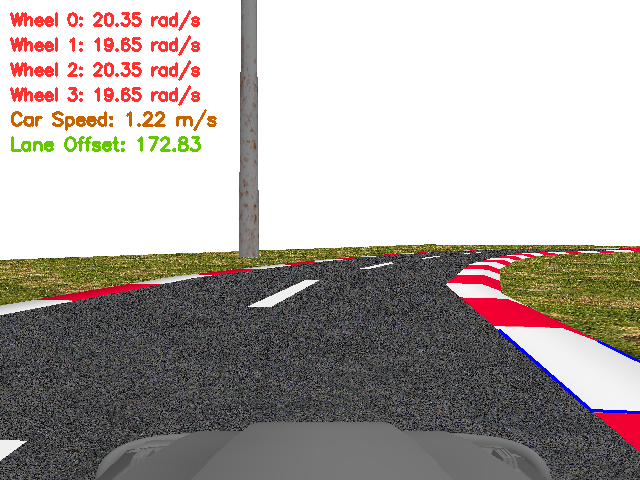 Wheel 0: 20.35 rad/s
Wheel 1: 19.65 rad/s
Wheel 2: 20.35 rad/s
Wheel 3: 19.65 rad/s
Car Speed: 1.22 m/s
Lane Offset: 172.83